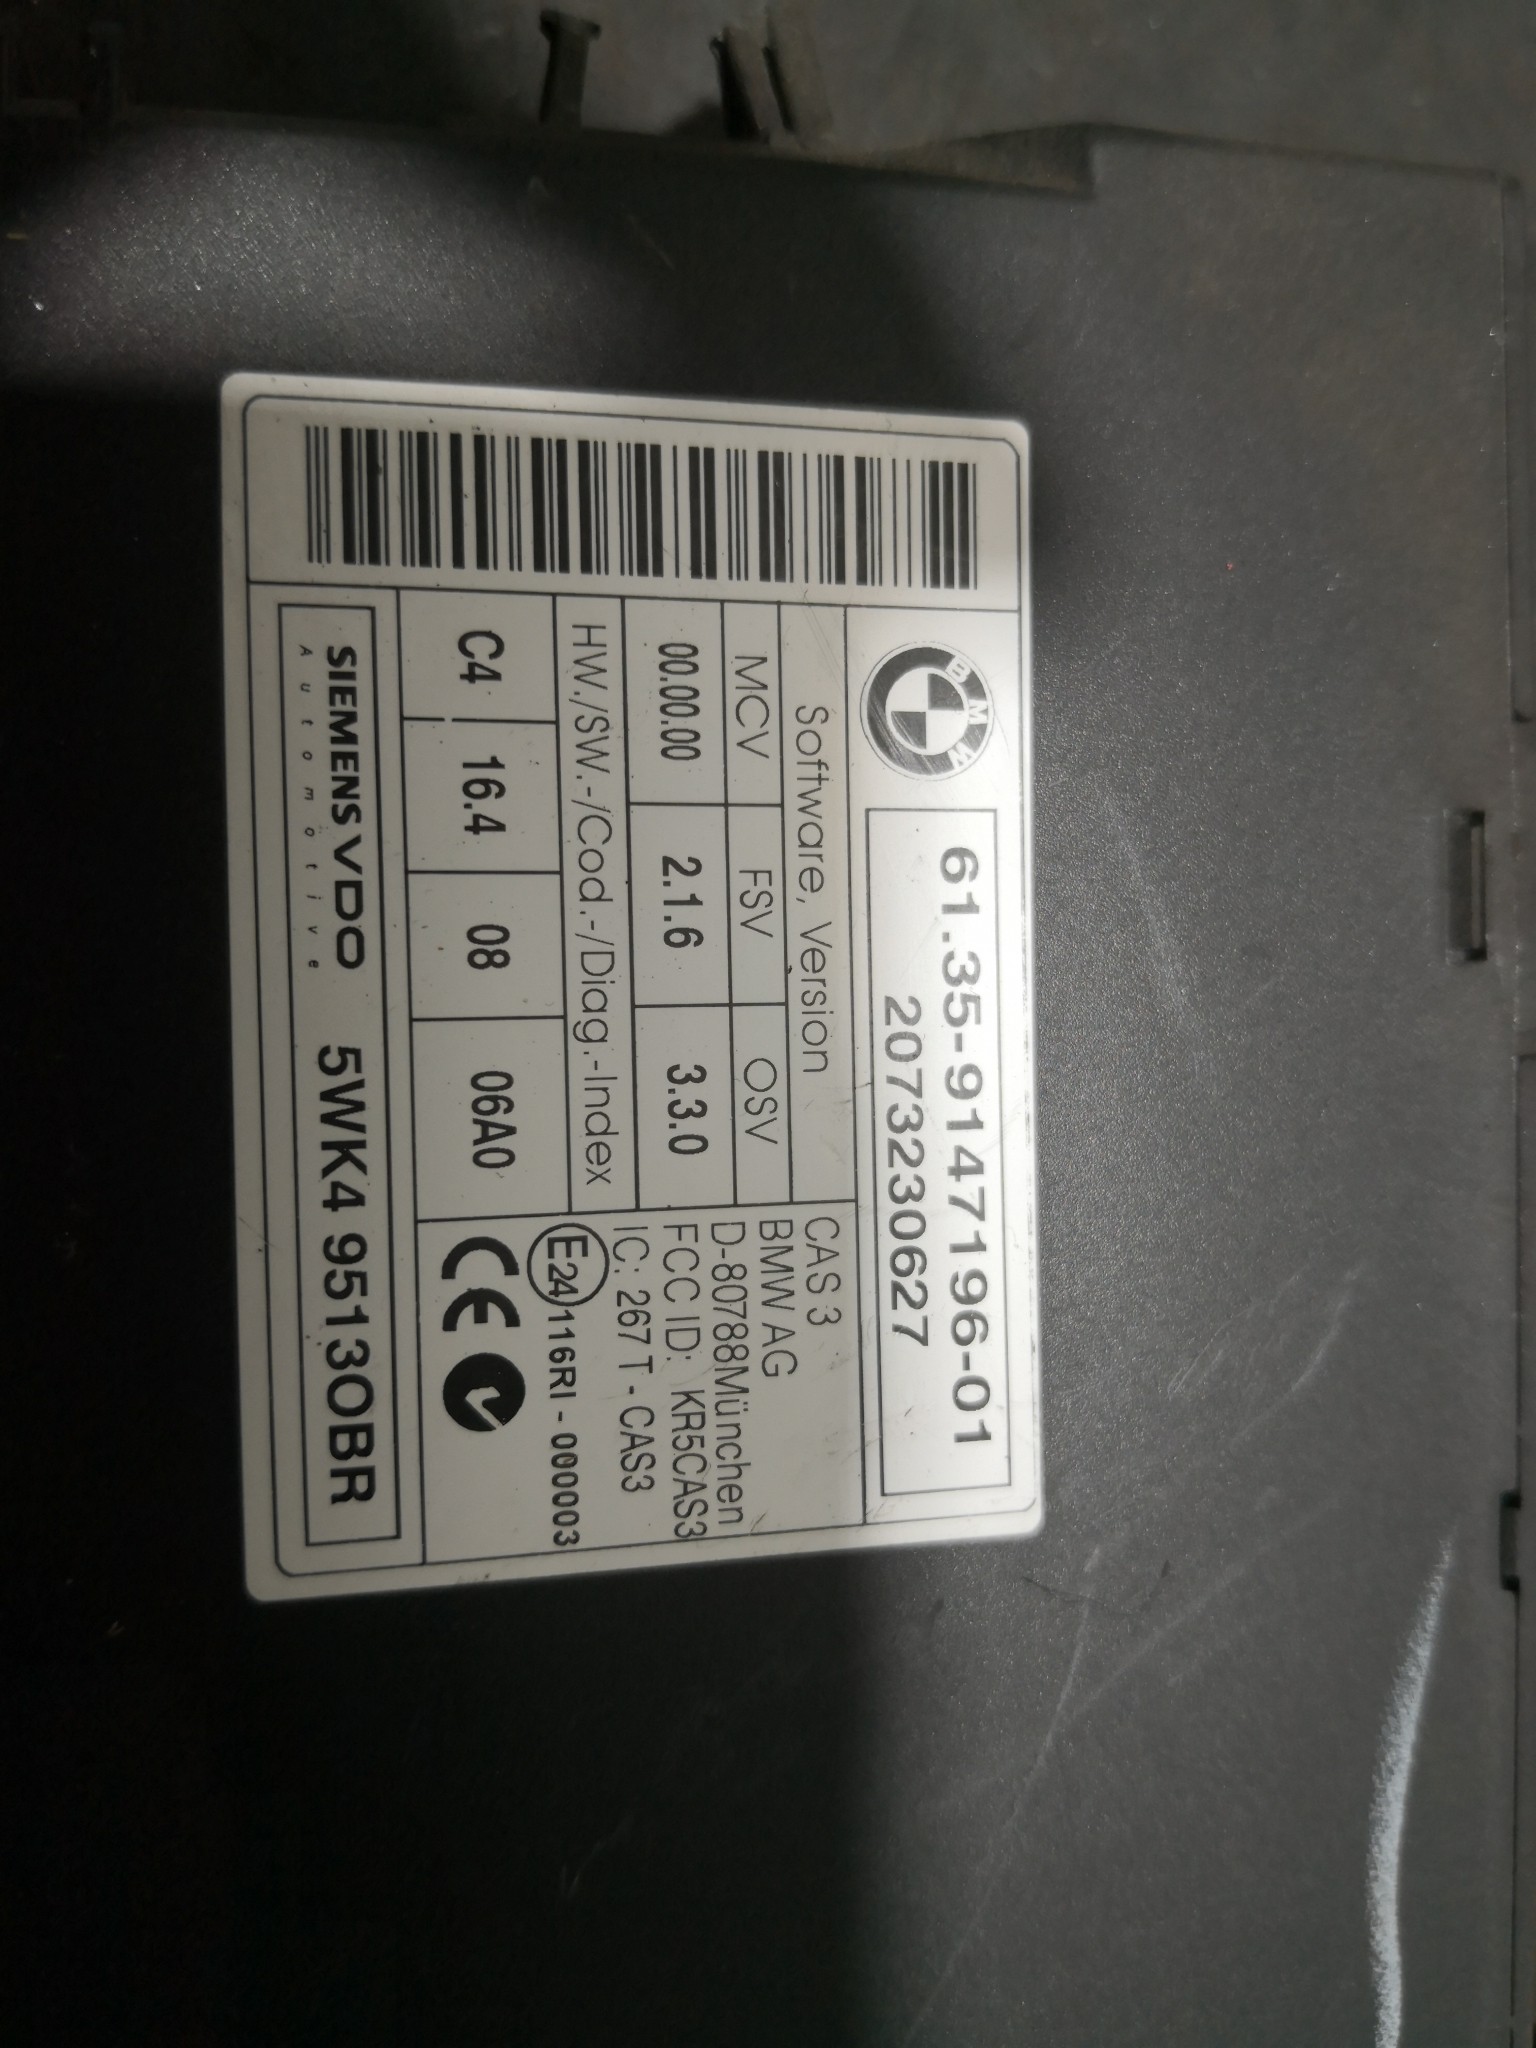 BMW
61.35-9147196-01
2073230627
Software, Version
MCV FSV OSV
00.00.00 2.1.6 3.3.0
HW./SW.-/Cod.-/Diag.-Index
C4 16.4 08 06A0
CAS 3
BMW AG
D-80788München
FCC ID: KR5CAS3
IC: 267 T - CAS3
E24 116RI - 000003
CE
SIEMENS VDO 5WK4 9513OBR
Automotive